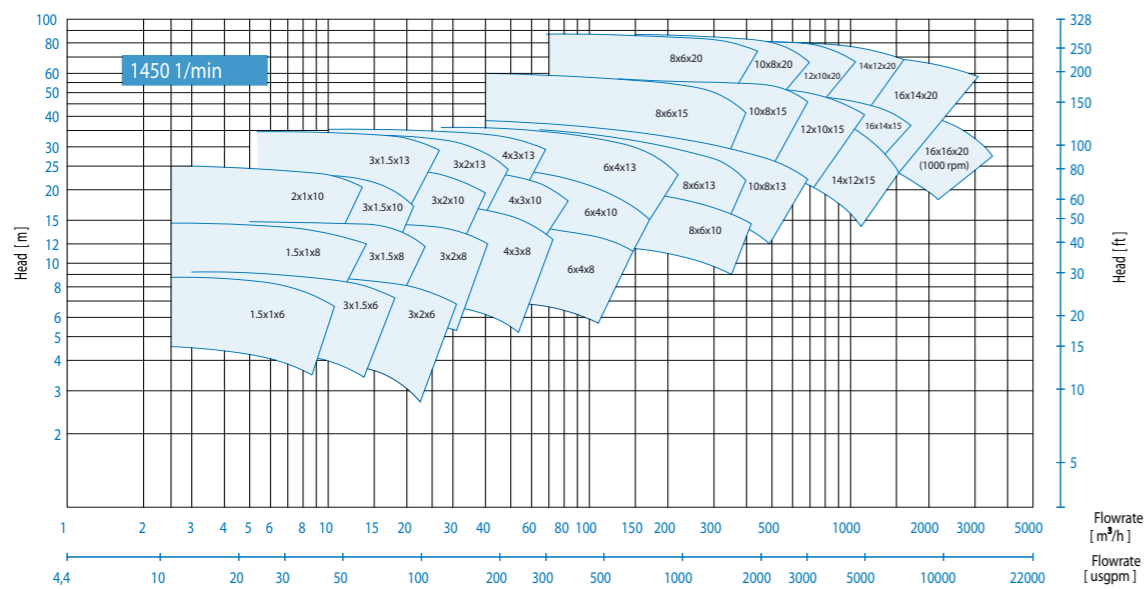 1450 1/min
Head [m]
100
80
60
50
40
30
25
20
15
12
10
8
6
5
4
3
2
8x6x20
10x8x20
12x10x20
14x12x20
16x14x20
8x6x15
10x8x15
12x10x15
16x14x15
14x12x15
16x16x20
(1000 rpm)
3x1.5x13
3x2x13
4x3x13
6x4x13
8x6x13
10x8x13
2x1x10
3x1.5x10
3x2x10
4x3x10
6x4x10
8x6x10
1.5x1x8
3x1.5x8
3x2x8
4x3x8
6x4x8
1.5x1x6
3x1.5x6
3x2x6
328
250
200
150
100
80
60
50
40
30
20
15
10
5
Head [ft]
1 2 3 4 5 6 8 10 15 20 30 40 60 80 100 150 200 300 500 1000 2000 3000 5000
Flowrate
[m³/h]
4,4 10 20 30 50 100 200 300 500 1000 2000 3000 5000 10000 22000
Flowrate
[usgpm]